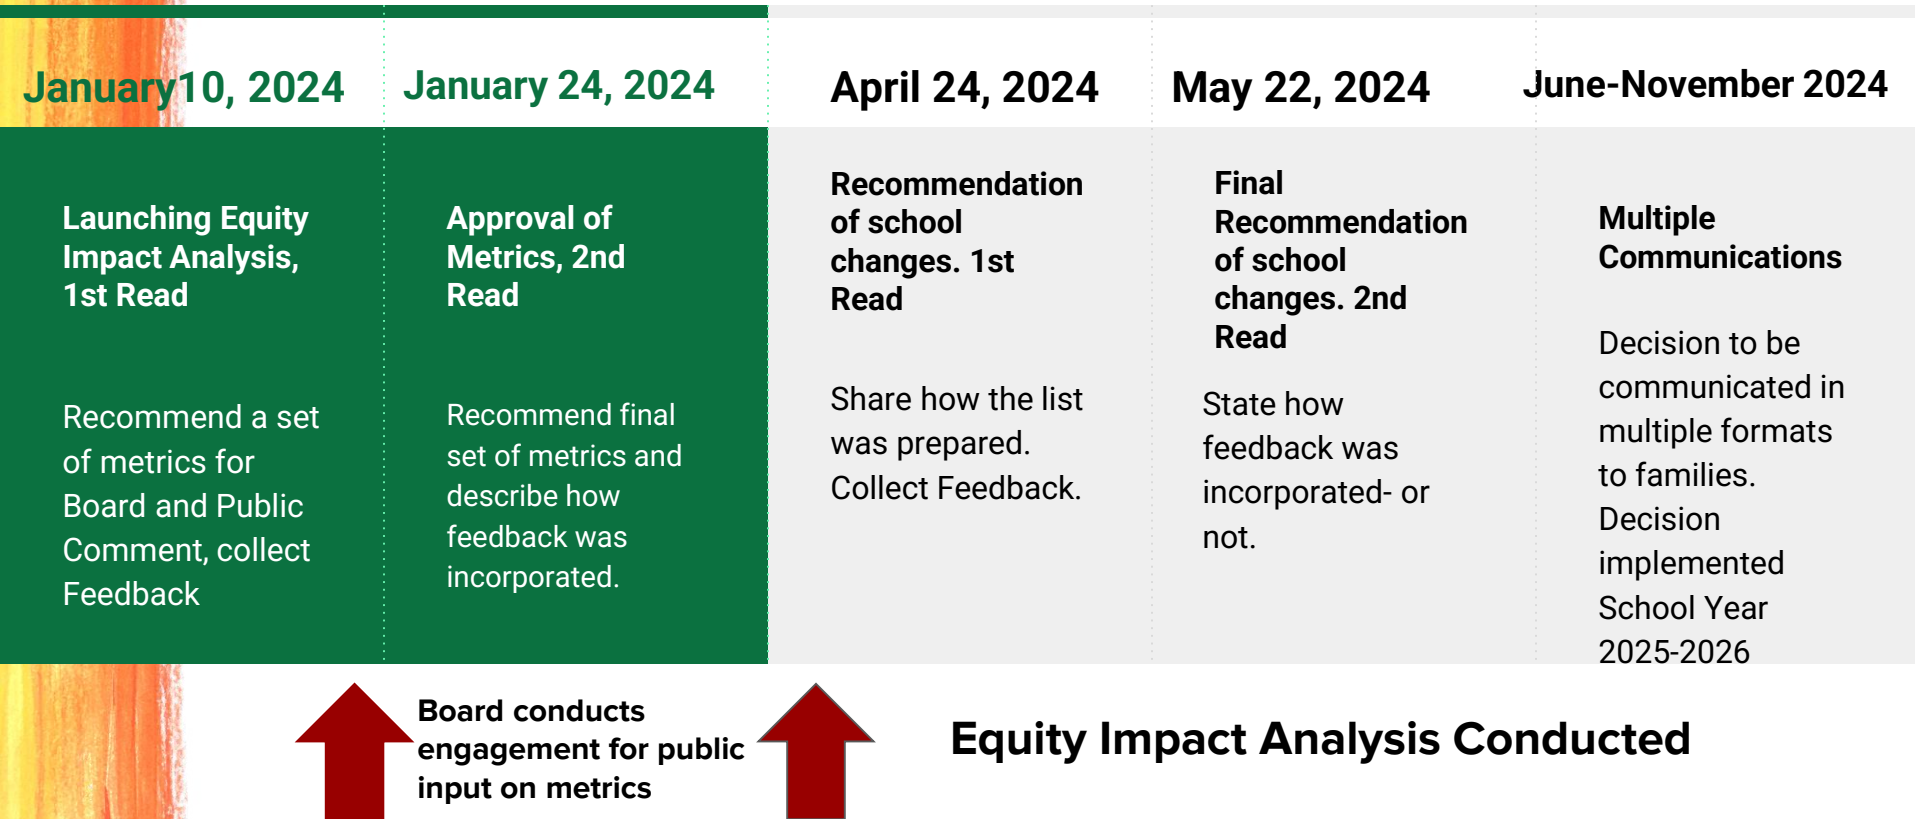 January10, 2024
January 24, 2024
April 24, 2024
May 22, 2024
June-November 2024
Launching Equity
Impact Analysis,
1st Read
Recommend a set
of metrics for
Board and Public
Comment, collect
Feedback
Approval of
Metrics, 2nd
Read
Recommend final
set of metrics and
describe how
feedback was
incorporated.
Recommendation
of school
changes. 1st
Read
Share how the list
was prepared.
Collect Feedback.
Final
Recommendation
of school
changes. 2nd
Read
State how
feedback was
incorporated- or
not.
Multiple
Communications
Decision to be
communicated in
multiple formats
to families.
Decision
implemented
School Year
2025-2026
Board conducts
engagement for public
input on metrics
Equity Impact Analysis Conducted